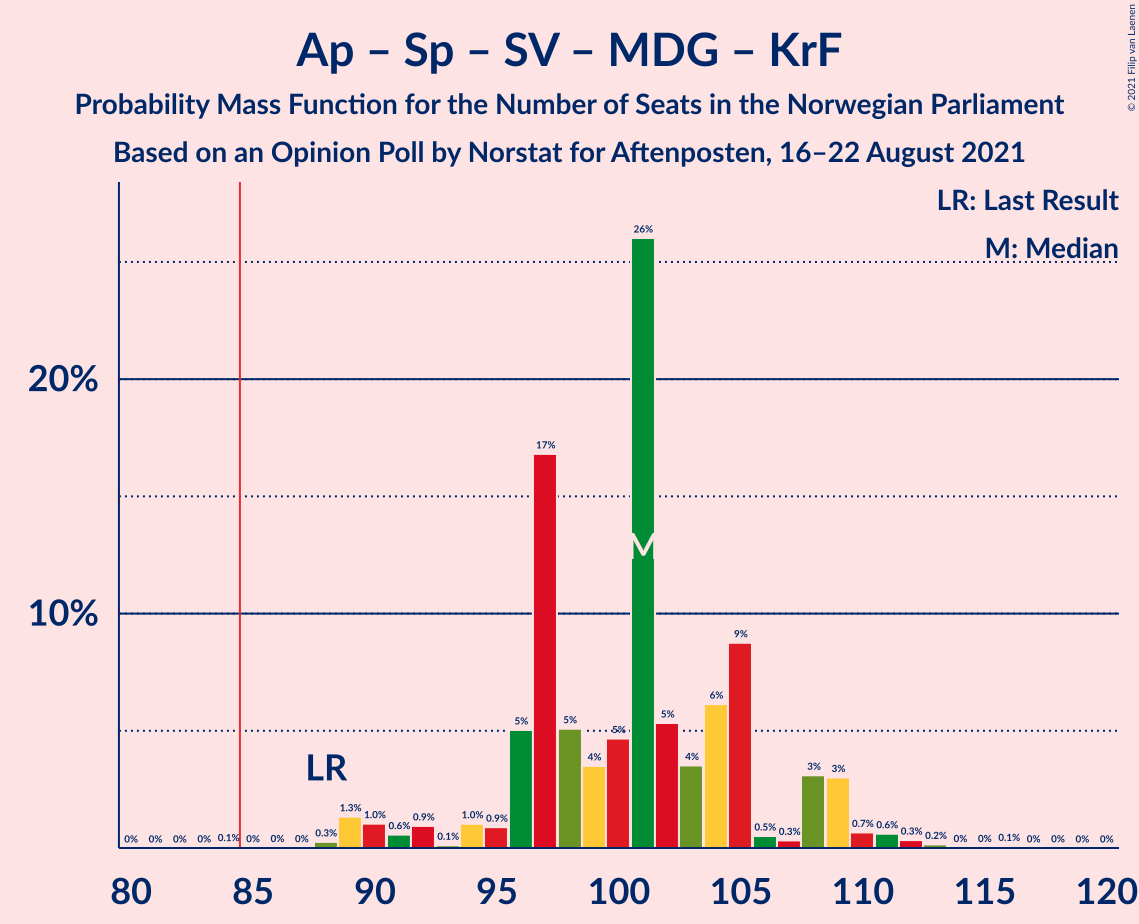 Ap – Sp – SV – MDG – KrF
Probability Mass Function for the Number of Seats in the Norwegian Parliament
Based on an Opinion Poll by Norstat for Aftenposten, 16–22 August 2021
© 2021 Filip van Laenen
LR: Last Result
M: Median
26%
20%
17%
M
10%
9%
6%
5% 5% 5% 5%
4% 4%
LR
3% 3%
0% 0% 0% 0% 0.1% 0% 0% 0% 0.3% 1.3% 1.0% 0.6% 0.9% 0.1% 1.0% 0.9% 0.5% 0.3% 0.7% 0.6% 0.3% 0.2% 0% 0% 0.1% 0% 0% 0% 0%
80 85 90 95 100 105 110 115 120